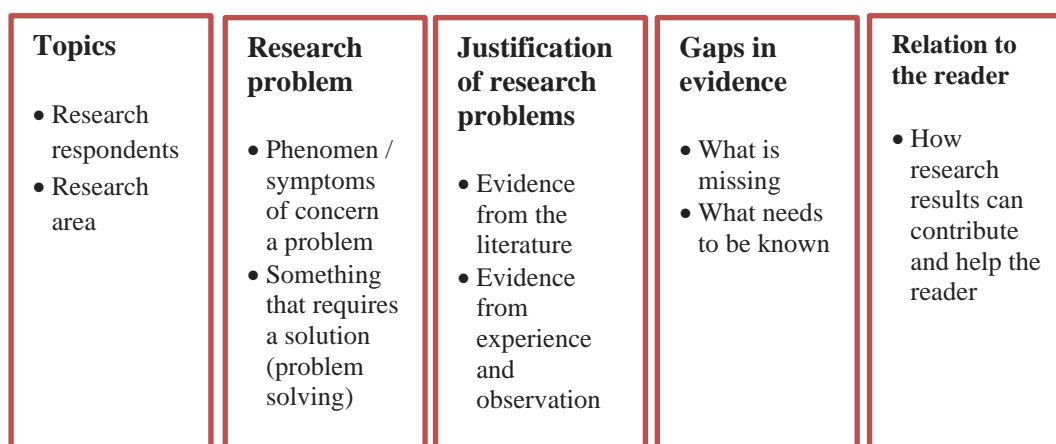 Topics
• Research
respondents
• Research
area
Research
problem
• Phenomen /
symptoms
of concern
a problem
• Something
that requires
a solution
(problem
solving)
Justification
of research
problems
• Evidence
from the
literature
• Evidence
from
experience
and
observation
Gaps in
evidence
• What is
missing
• What needs
to be known
Relation to
the reader
• How
research
results can
contribute
and help the
reader